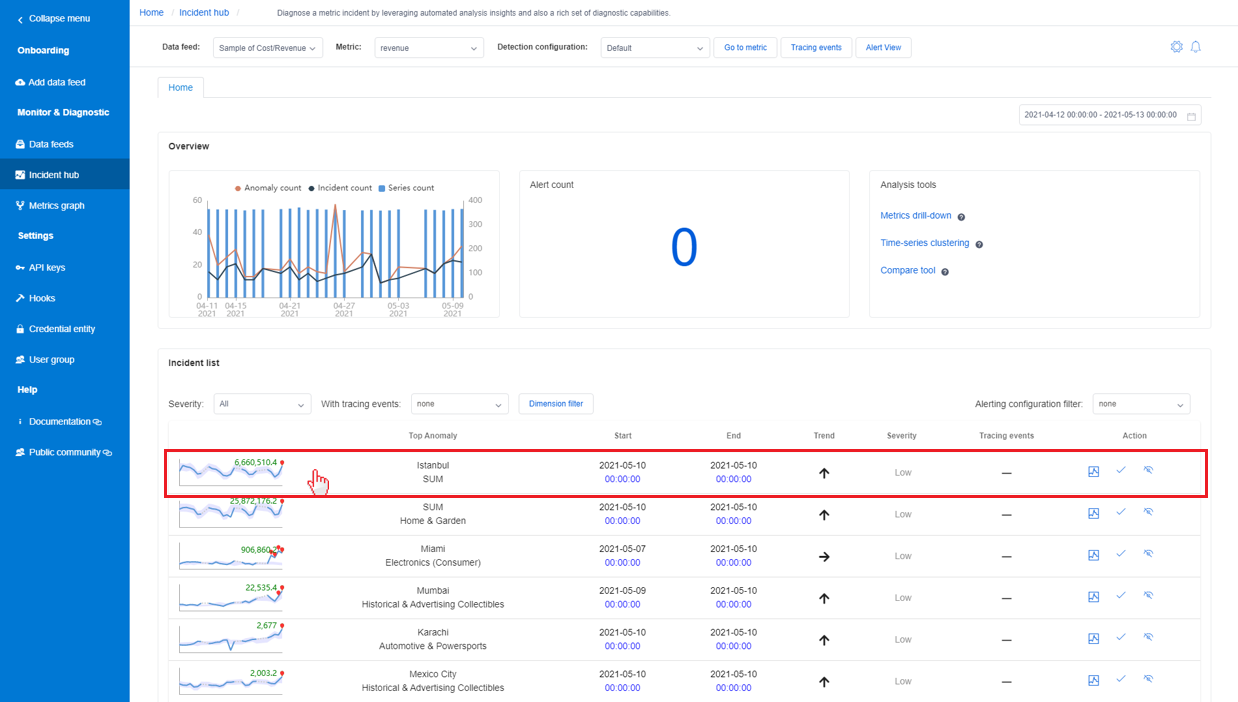 Collapse menu
Onboarding
Add data feed
Monitor & Diagnostic
Data feeds
Incident hub
Metrics graph
Settings
API keys
Hooks
Credential entity
User group
Help
Documentation
Public community
Home / Incident hub / Diagnose a metric incident by leveraging automated analysis insights and also a rich set of diagnostic capabilities.
Data feed: Sample of Cost/Revenue Metric: revenue Detection configuration: Default Go to metric Tracing events Alert View
Home
2021-04-12 00:00:00 - 2021-05-13 00:00:00
Overview
Anomaly count Incident count Series count
60 400
300
40
200
20
100
0 0
04-11 04-15 04-21 04-27 05-03 05-09
2021 2021 2021 2021 2021 2021
Alert count
0
Analysis tools
Metrics drill-down ?
Time-series clustering ?
Compare tool ?
Incident list
Severity: All With tracing events: none Dimension filter Alerting configuration filter: none
Top Anomaly Start End Trend Severity Tracing events Action
6,660,510.4 Istanbul 2021-05-10 2021-05-10
SUM 00:00:00 00:00:00 Low
25,872,176.2 SUM 2021-05-10 2021-05-10
Home & Garden 00:00:00 00:00:00 Low
906,860.2 Miami 2021-05-07 2021-05-10
Electronics (Consumer) 00:00:00 00:00:00 Low
22,535.4 Mumbai 2021-05-09 2021-05-10
Historical & Advertising Collectibles 00:00:00 00:00:00 Low
2,677 Karachi 2021-05-10 2021-05-10
Automotive & Powersports 00:00:00 00:00:00 Low
2,003.2 Mexico City 2021-05-10 2021-05-10
Historical & Advertising Collectibles 00:00:00 00:00:00 Low